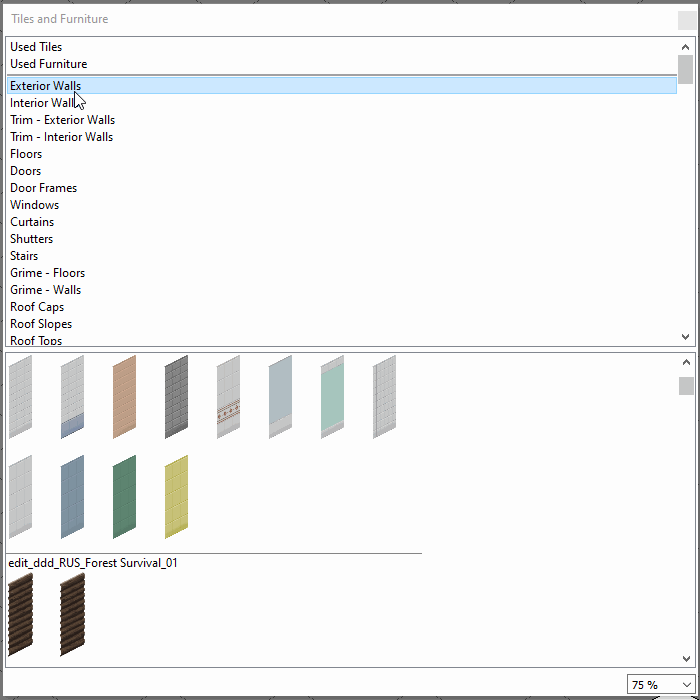 Tiles and Furniture
Used Tiles
Used Furniture
Exterior Walls
Interior Walls
Trim - Exterior Walls
Trim - Interior Walls
Floors
Doors
Door Frames
Windows
Curtains
Shutters
Stairs
Grime - Floors
Grime - Walls
Roof Caps
Roof Slopes
Roof Tops
edit_ddd_RUS_Forest Survival_01
75 %